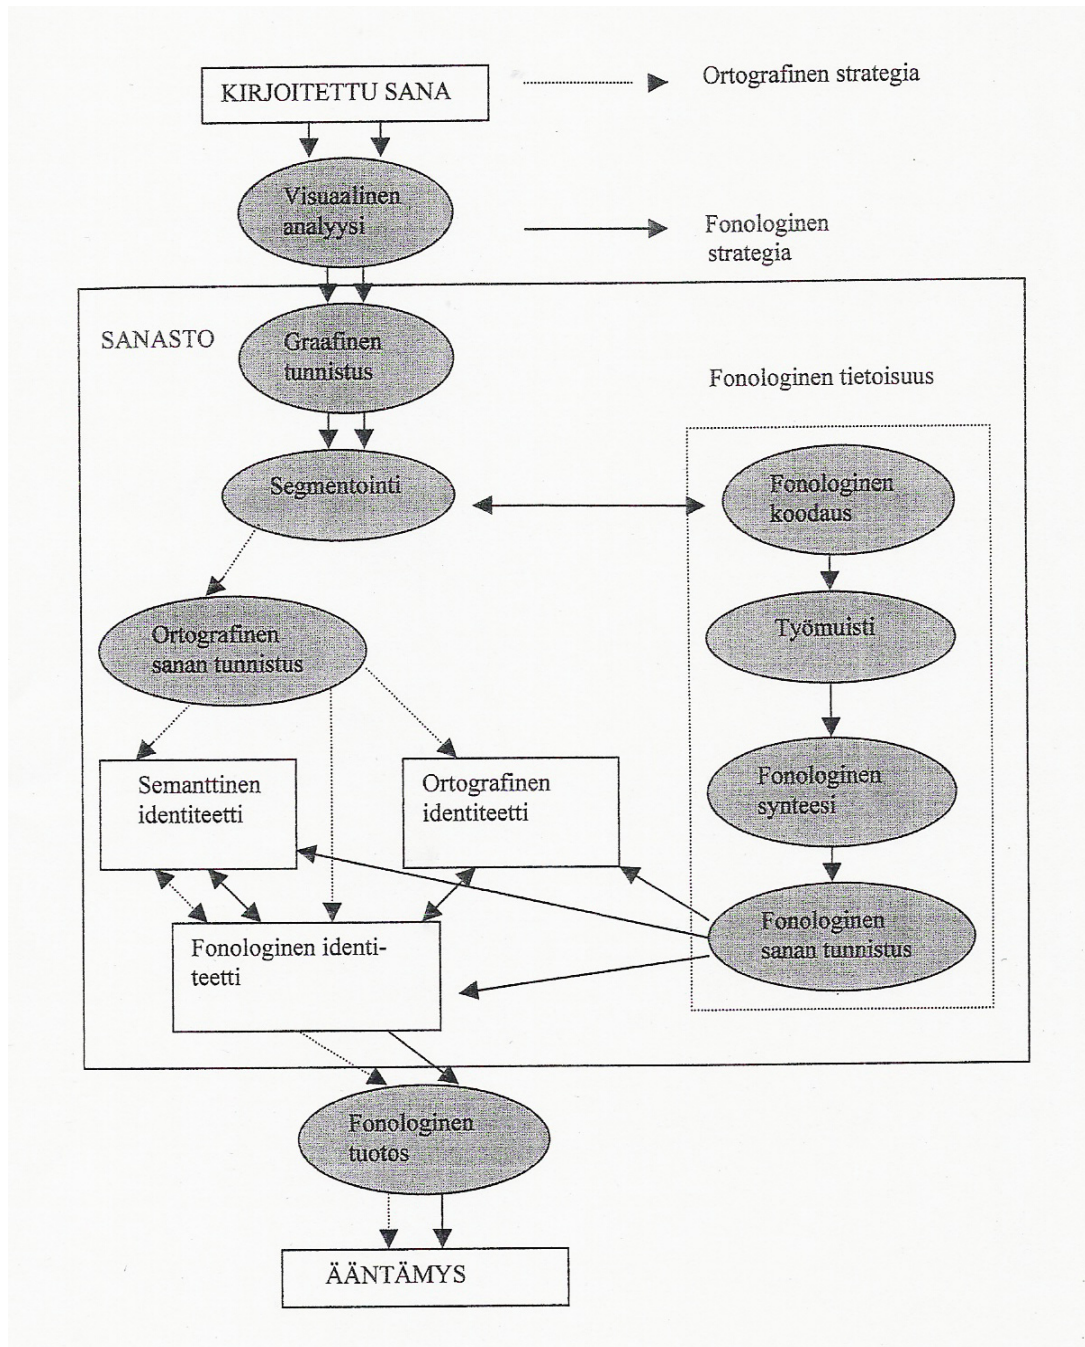 KIRJOITETTU SANA
Ortografinen strategia
Visuaalinen
analyysi
Fonologinen
strategia
SANASTO
Graafinen
tunnistus
Fonologinen tietoisuus
Segmentointi
Fonologinen
koodaus
Ortografinen
sanan tunnistus
Työmuisti
Semanttinen
identiteetti
Ortografinen
identiteetti
Fonologinen
synteesi
Fonologinen identi-
teetti
Fonologinen
sanan tunnistus
Fonologinen
tuotos
ÄÄNTÄMYS